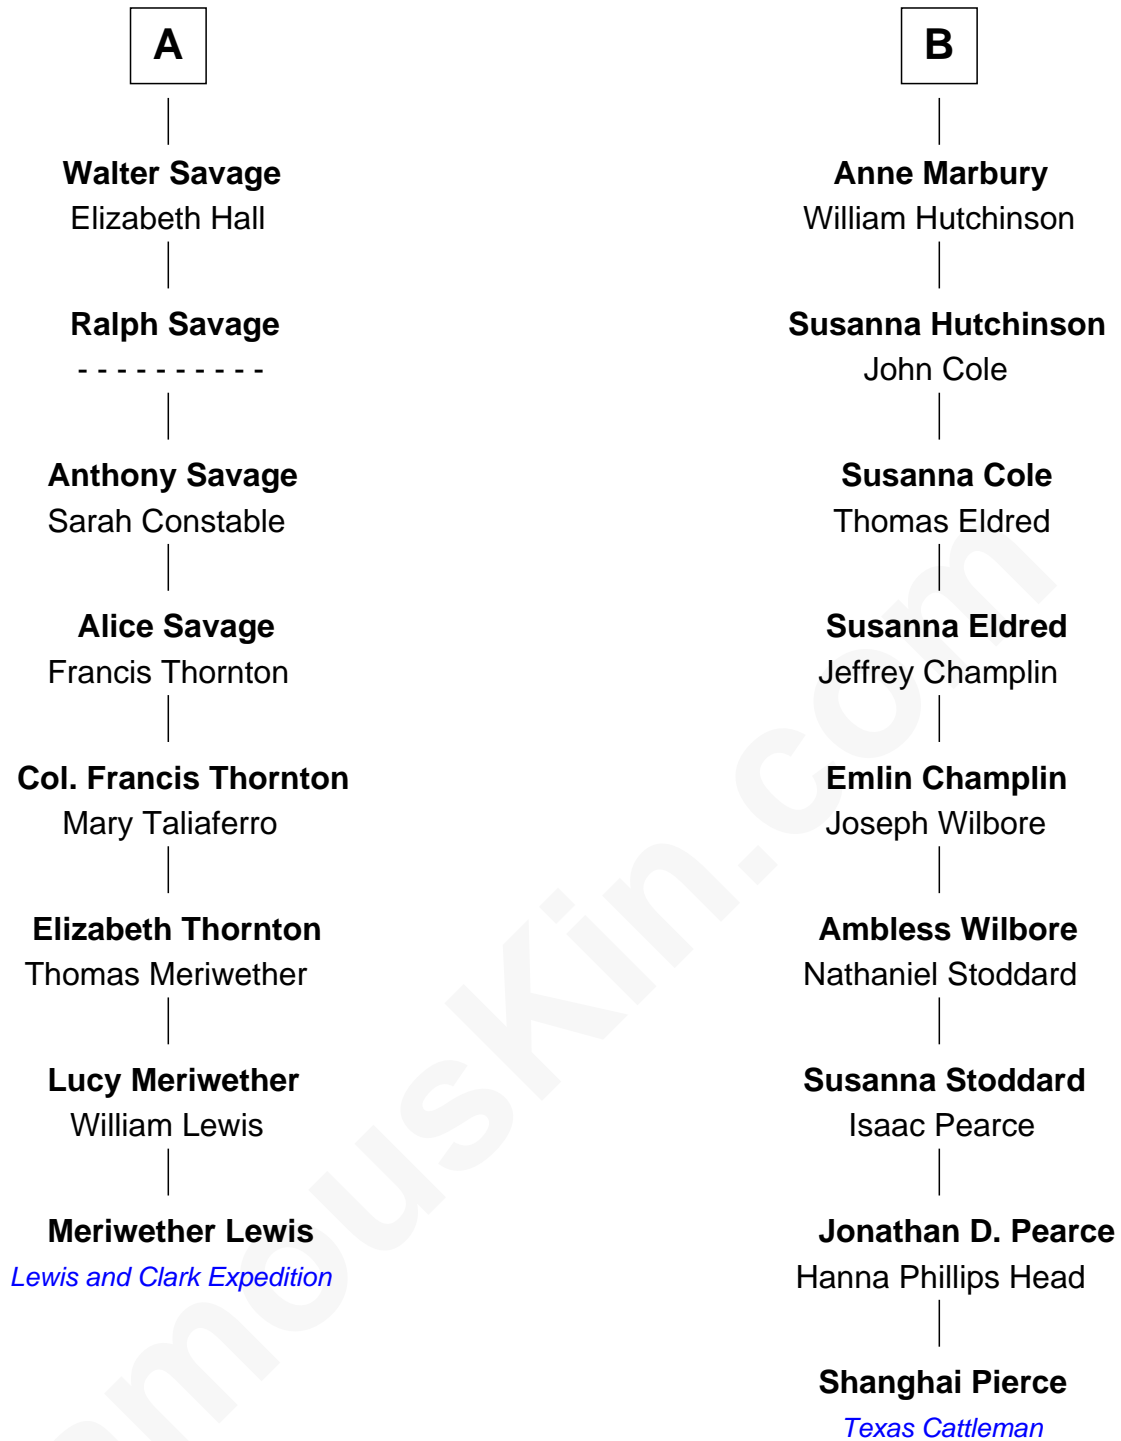 A
Walter Savage
Elizabeth Hall
Ralph Savage
- - - - - - - - - -
Anthony Savage
Sarah Constable
Alice Savage
Francis Thornton
Col. Francis Thornton
Mary Taliaferro
Elizabeth Thornton
Thomas Meriwether
Lucy Meriwether
William Lewis
Meriwether Lewis
Lewis and Clark Expedition
B
Anne Marbury
William Hutchinson
Susanna Hutchinson
John Cole
Susanna Cole
Thomas Eldred
Susanna Eldred
Jeffrey Champlin
Emlin Champlin
Joseph Wilbore
Ambless Wilbore
Nathaniel Stoddard
Susanna Stoddard
Isaac Pearce
Jonathan D. Pearce
Hanna Phillips Head
Shanghai Pierce
Texas Cattleman
mousKin.com